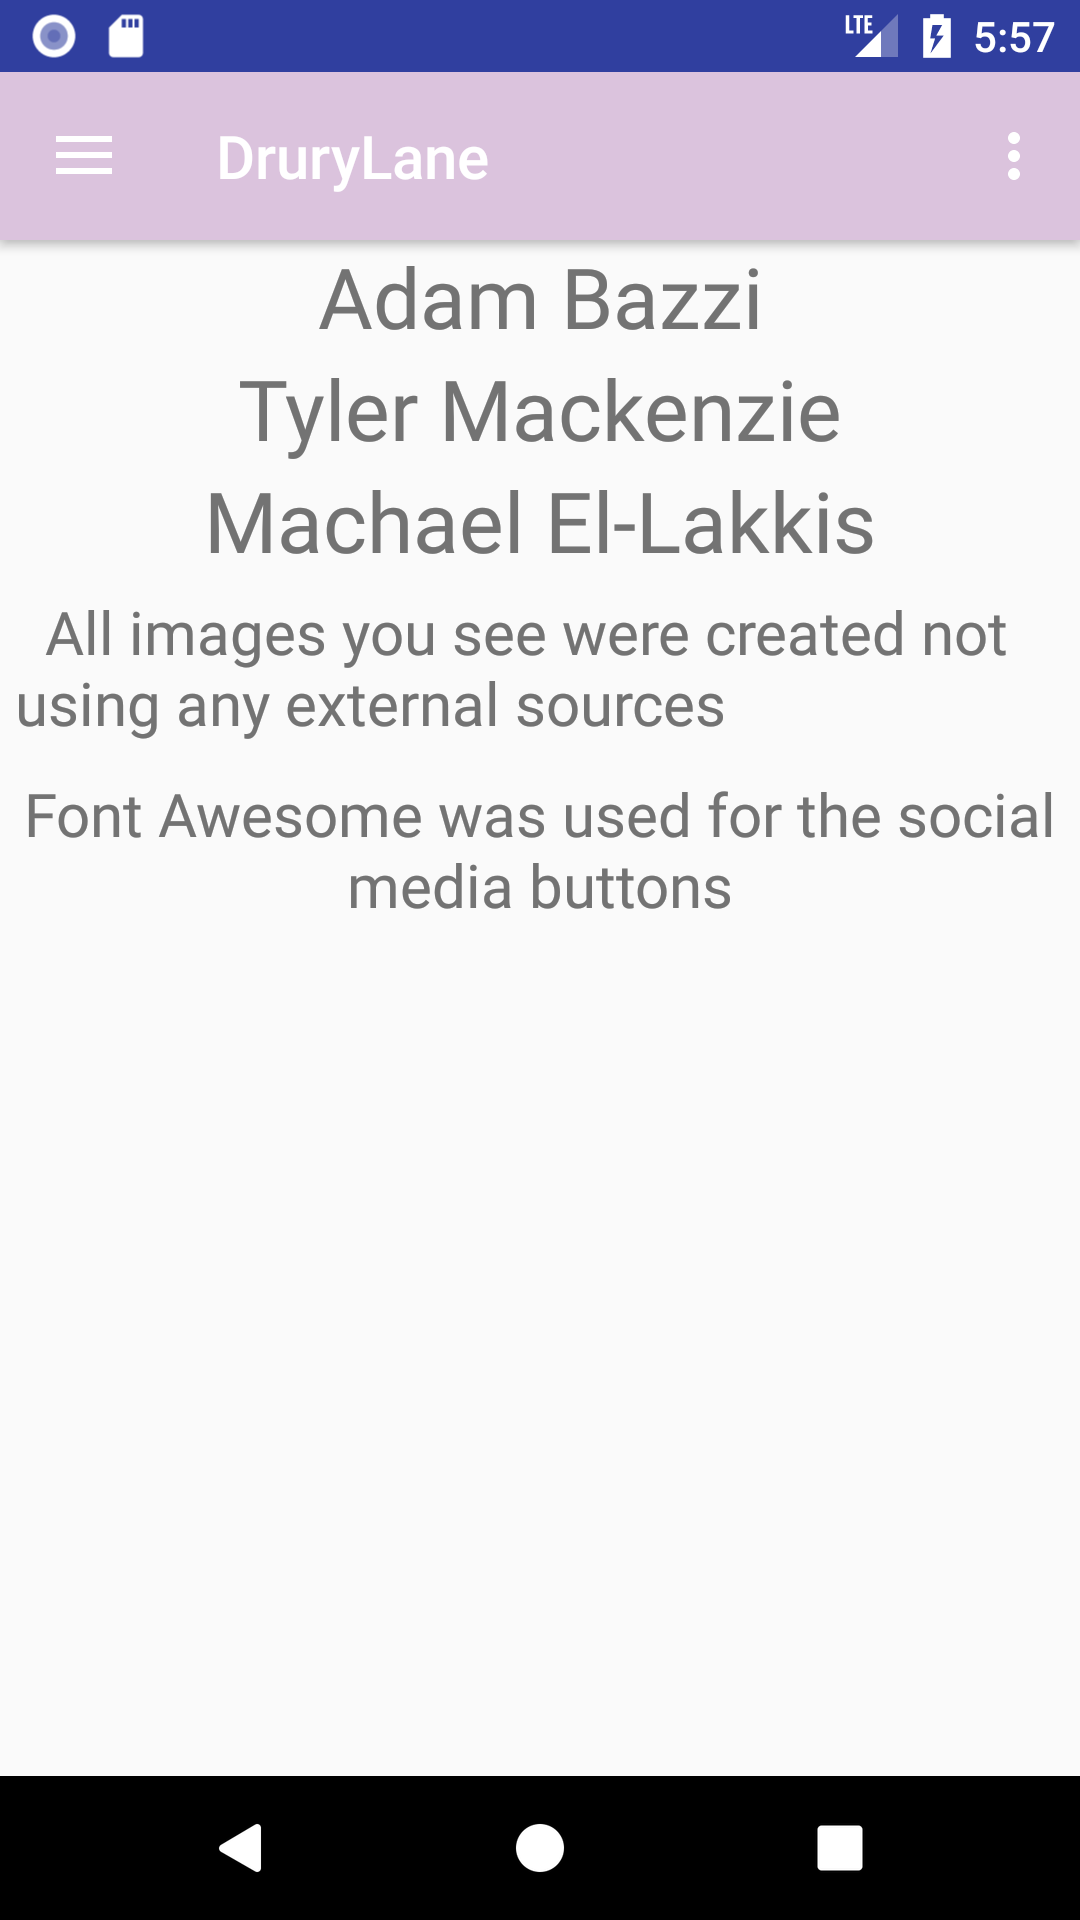 LTE 5:57
DruryLane
Adam Bazzi
Tyler Mackenzie
Machael El-Lakkis
All images you see were created not
using any external sources
Font Awesome was used for the social
media buttons